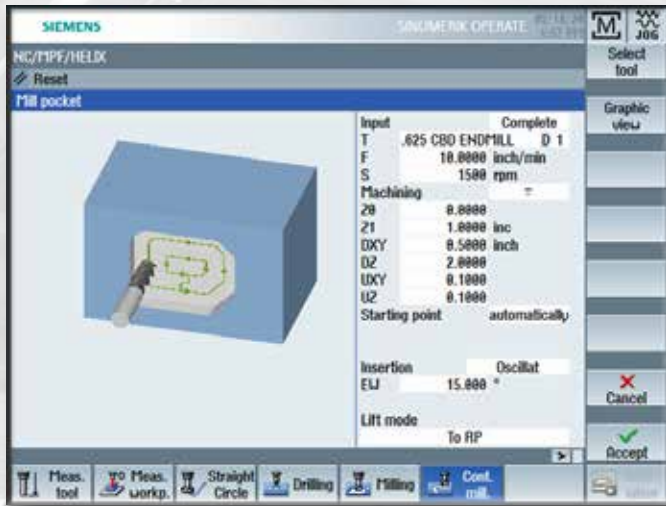 SIEMENS
SINUMERIK OPERATE
M
JOG
NC/MPF/HELIX
Select tool
Reset
Mill pocket
Graphic view
Input Complete
T .625 CBD ENDMILL D 1
F 10.0000 inch/min
S 1500 rpm
Machining
Z0 0.0000
Z1 1.0000 inc
DXY 0.5000 inch
DZ 2.0000
UXY 0.1000
UZ 0.1000
Starting point automatically
Insertion Oscillat
EW 15.000 °
Lift mode
To RP
Cancel
Accept
Meas. tool
Meas. workp.
Straight Circle
Drilling
Milling
Cont. mill.